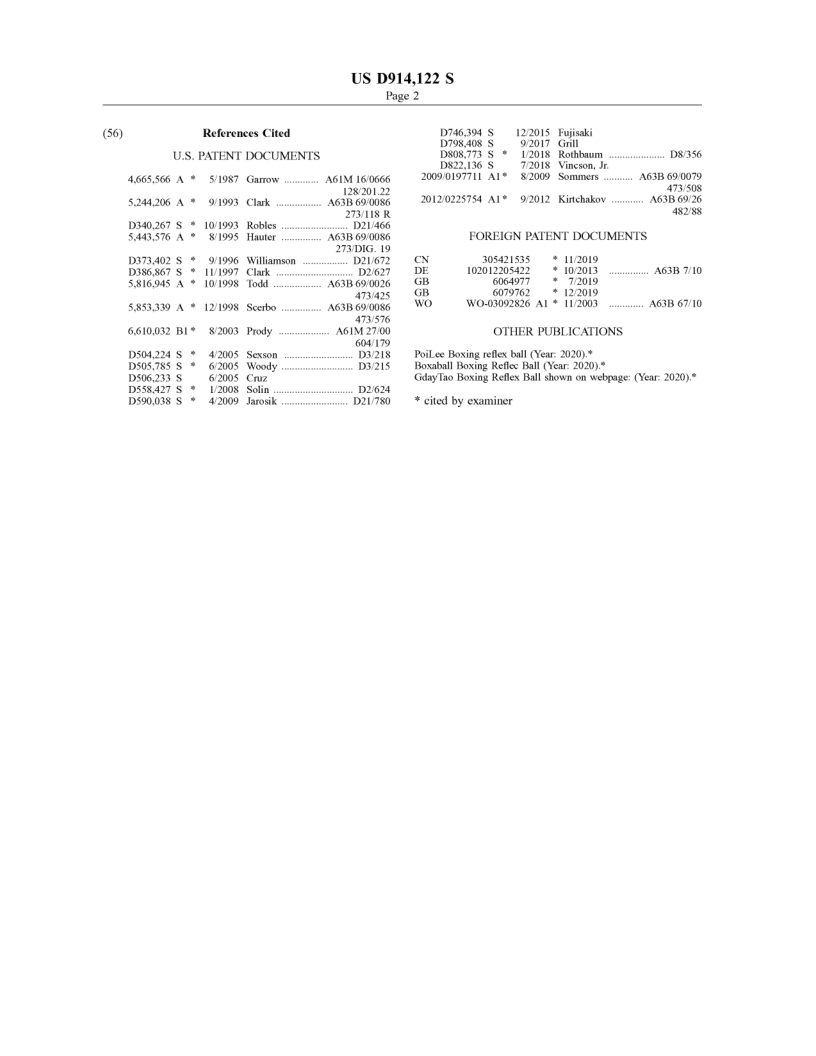 US D914,122 S
Page 2
(56) References Cited
U.S. PATENT DOCUMENTS
4,665,566 A * 5/1987 Garrow ............. A61M 16/0666
128/201.22
5,244,206 A * 9/1993 Clark ................. A63B 69/0086
273/118 R
D340,267 S * 10/1993 Robles ......................... D21/466
5,443,576 A * 8/1995 Hauter ............... A63B 69/0086
273/DIG. 19
D373,402 S * 9/1996 Williamson ................. D21/672
D386,867 S * 11/1997 Clark ............................. D2/627
5,816,945 A * 10/1998 Todd .................. A63B 69/0026
473/425
5,853,339 A * 12/1998 Scerbo ............... A63B 69/0086
473/576
6,610,032 B1* 8/2003 Prody ................... A61M 27/00
604/179
D504,224 S * 4/2005 Sexson .......................... D3/218
D505,785 S * 6/2005 Woody ........................... D3/215
D506,233 S 6/2005 Cruz
D558,427 S * 1/2008 Solin .............................. D2/624
D590,038 S * 4/2009 Jarosik ......................... D21/780
D746,394 S 12/2015 Fujisaki
D798,408 S 9/2017 Grill
D808,773 S * 1/2018 Rothbaum ..................... D8/356
D822,136 S 7/2018 Vincson, Jr.
2009/0197711 A1* 8/2009 Sommers ........... A63B 69/0079
473/508
2012/0225754 A1* 9/2012 Kirtchakov ............ A63B 69/26
482/88
FOREIGN PATENT DOCUMENTS
CN 305421535 * 11/2019
DE 102012205422 * 10/2013 ............... A63B 7/10
GB 6064977 * 7/2019
GB 6079762 * 12/2019
WO WO-03092826 A1 * 11/2003 ............. A63B 67/10
OTHER PUBLICATIONS
PoiLee Boxing reflex ball (Year: 2020).*
Boxaball Boxing Reflec Ball (Year: 2020).*
GdayTao Boxing Reflex Ball shown on webpage: (Year: 2020).*
* cited by examiner